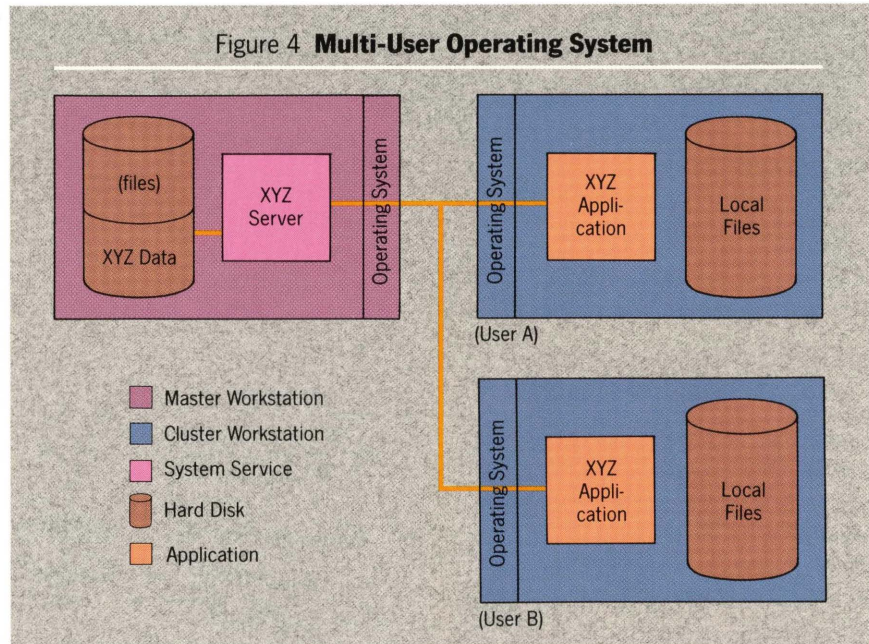 Figure 4 Multi-User Operating System
(files)
XYZ Data
XYZ
Server
Operating System
Operating System
XYZ
Appli-
cation
Local
Files
(User A)
Operating System
XYZ
Appli-
cation
Local
Files
(User B)
Master Workstation
Cluster Workstation
System Service
Hard Disk
Application